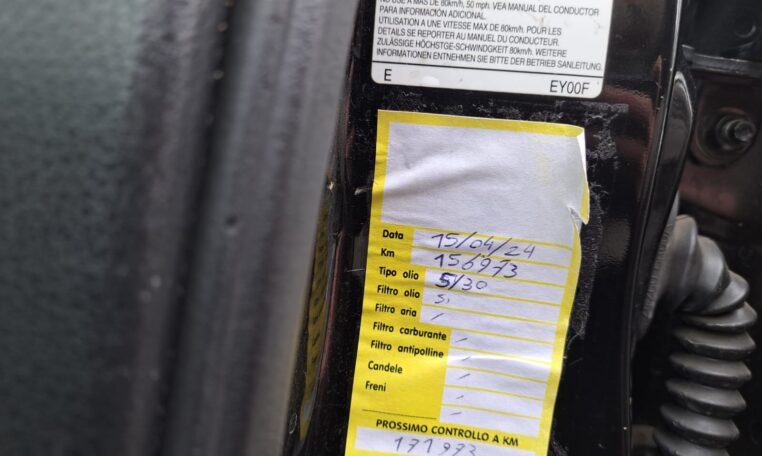 NO USE A MAS DE 80km/h, 50 mph. VEA MANUAL DEL CONDUCTOR
PARA INFORMACIÓN ADICIONAL.
UTILISATION A UNE VITESSE MAX DE 80km/h. POUR LES
DETAILS SE REPORTER AU MANUEL DU CONDUCTEUR.
ZULÄSSIGE HÖCHSTGE-SCHWINDGKEIT 80km/h. WEITERE
INFORMATIONEN ENTNEHMEN SIE BITTE DER BETRIEB SANLEITUNG.
E EY00F
Data 15/04/24
Km 156973
Tipo olio 5/30
Filtro olio Si
Filtro aria /
Filtro carburante /
Filtro antipolline /
Candele /
Freni /
/
PROSSIMO CONTROLLO A KM
171973